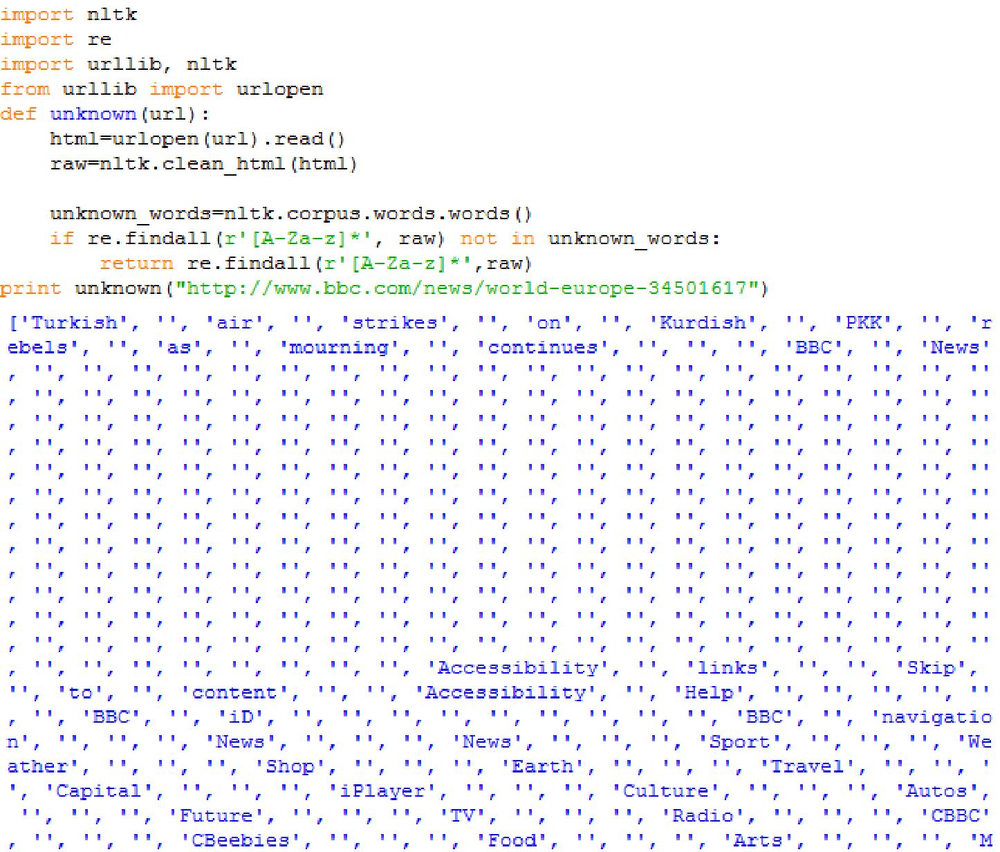 import nltk
import re
import urllib, nltk
from urllib import urlopen
def unknown(url):
    html=urlopen(url).read()
    raw=nltk.clean_html(html)

    unknown_words=nltk.corpus.words.words()
    if re.findall(r'[A-Za-z]*', raw) not in unknown_words:
        return re.findall(r'[A-Za-z]*',raw)
print unknown("http://www.bbc.com/news/world-europe-34501617")
['Turkish', '', 'air', '', 'strikes', '', 'on', '', 'Kurdish', '', 'PKK', '', 'r
ebels', '', 'as', '', 'mourning', '', 'continues', '', '', '', 'BBC', '', 'News'
, '', '', '', '', '', '', '', '', '', '', '', '', '', '', '', '', '', '', '', ''
, '', '', '', '', '', '', '', '', '', '', '', '', '', '', '', '', '', '', '', ''
, '', '', '', '', '', '', '', '', '', '', '', '', '', '', '', '', '', '', '', ''
, '', '', '', '', '', '', '', '', '', '', '', '', '', '', '', '', '', '', '', ''
, '', '', '', '', '', '', '', '', '', '', '', '', '', '', '', '', '', '', '', ''
, '', '', '', '', '', '', '', '', '', '', '', '', '', '', '', '', '', '', '', ''
, '', '', '', '', '', '', '', '', '', '', '', '', '', '', '', '', '', '', '', ''
, '', '', '', '', '', '', '', '', '', '', '', '', '', '', '', '', '', '', '', ''
, '', '', '', '', '', '', '', '', '', '', '', '', '', '', '', '', '', '', '', ''
, '', '', '', '', '', '', '', '', '', '', '', '', '', '', '', '', '', '', '', ''
, '', '', '', '', '', '', '', '', '', '', '', '', '', '', '', '', '', '', '', ''
, '', '', '', '', '', '', '', '', '', '', '', '', '', '', '', '', '', '', '', ''
, '', '', '', '', '', '', '', '', 'Accessibility', '', 'links', '', '', 'Skip',
'', 'to', '', 'content', '', '', 'Accessibility', '', 'Help', '', '', '', '', ''
, '', 'BBC', '', 'iD', '', '', '', '', '', '', '', '', '', 'BBC', '', 'navigatio
n', '', '', '', 'News', '', '', '', 'News', '', '', '', 'Sport', '', '', '', 'We
ather', '', '', '', 'Shop', '', '', '', 'Earth', '', '', '', 'Travel', '', '', '
', 'Capital', '', '', '', 'iPlayer', '', '', '', 'Culture', '', '', '', 'Autos',
 '', '', '', 'Future', '', '', '', 'TV', '', '', '', 'Radio', '', '', '', 'CBBC'
, '', '', '', 'CBeebies', '', '', '', 'Food', '', '', '', 'Arts', '', '', '', 'M